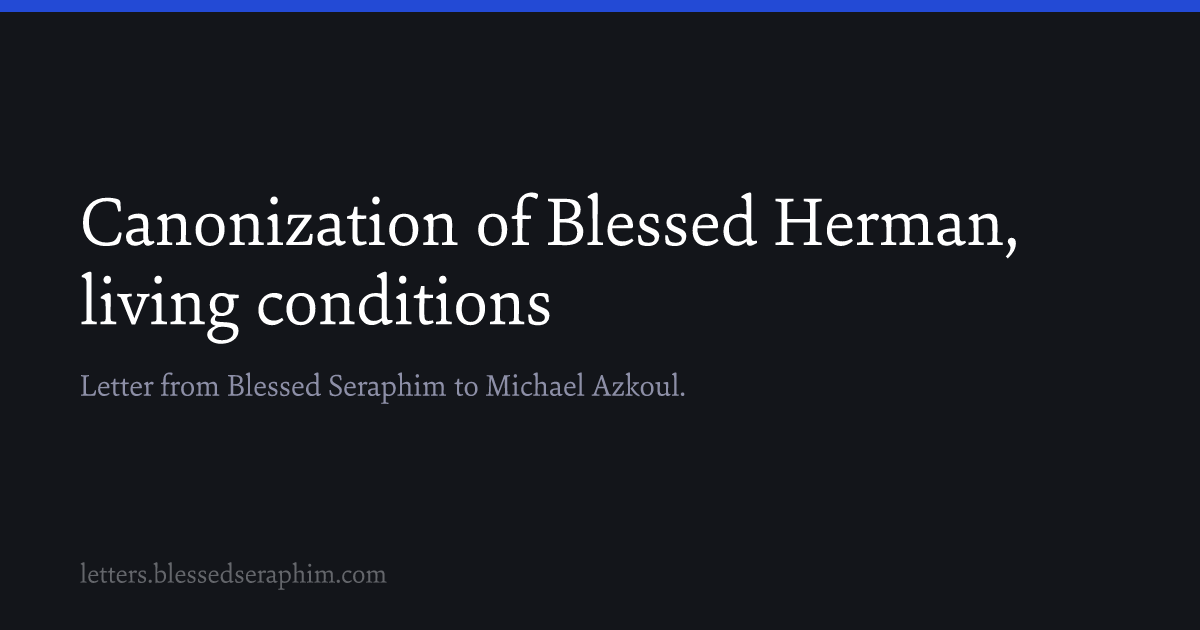 Canonization of Blessed Herman,
living conditions
Letter from Blessed Seraphim to Michael Azkoul.
letters.blessedseraphim.com